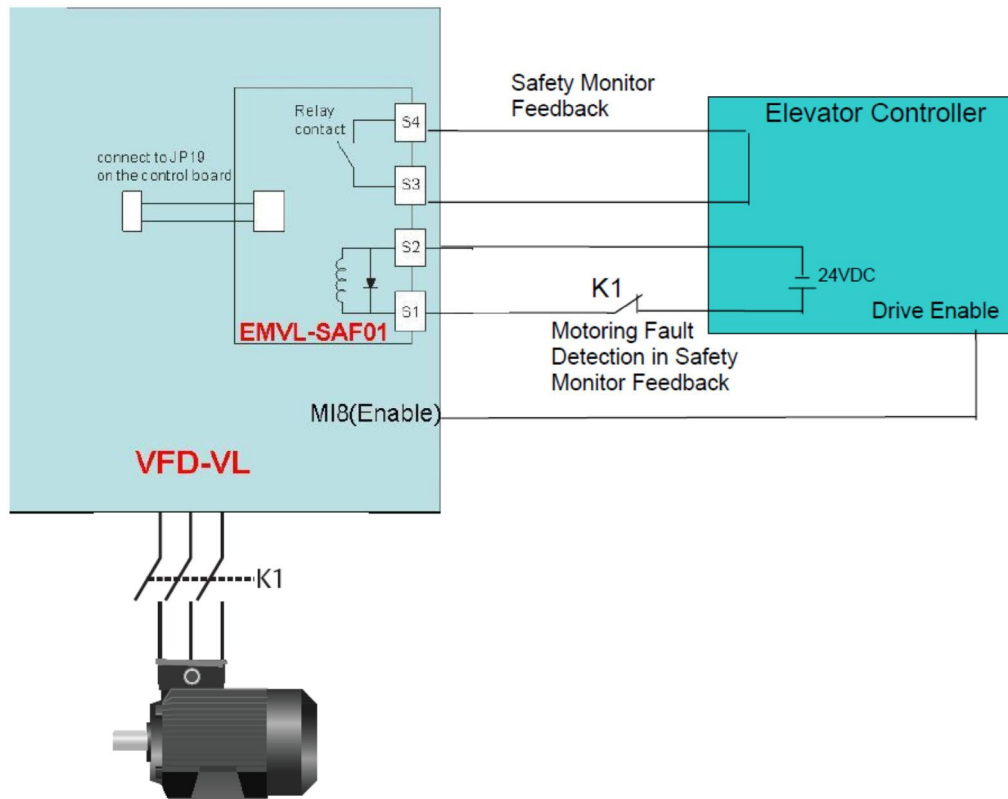 Safety Monitor
Feedback
Elevator Controller
Relay
contact
S4
connect to JP19
on the control board
S3
S2
24VDC
K1
S1
Drive Enable
EMVL-SAF01
Motoring Fault
Detection in Safety
Monitor Feedback
MI8(Enable)
VFD-VL
K1